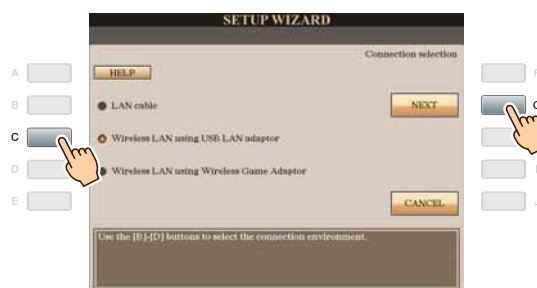 SETUP WIZARD
Connection selection
A
HELP
B
LAN cable
NEXT
C
Wireless LAN using USB LAN adaptor
D
Wireless LAN using Wireless Game Adaptor
E
CANCEL
Use the [B]-[D] buttons to select the connection environment.